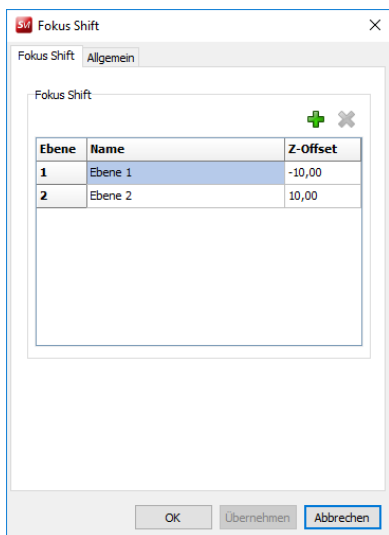 SVI Fokus Shift
Fokus Shift Allgemein
Fokus Shift
Ebene Name Z-Offset
1 Ebene 1 -10,00
2 Ebene 2 10,00
OK Übernehmen Abbrechen